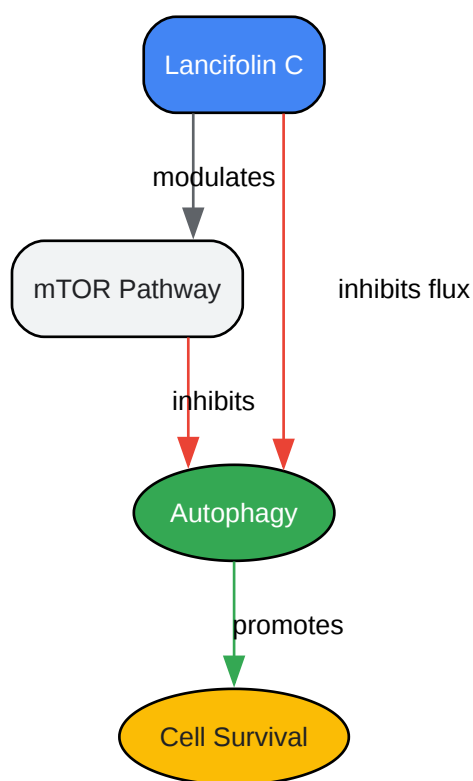 Lancifolin C
modulates
mTOR Pathway
inhibits flux
inhibits
Autophagy
promotes
Cell Survival